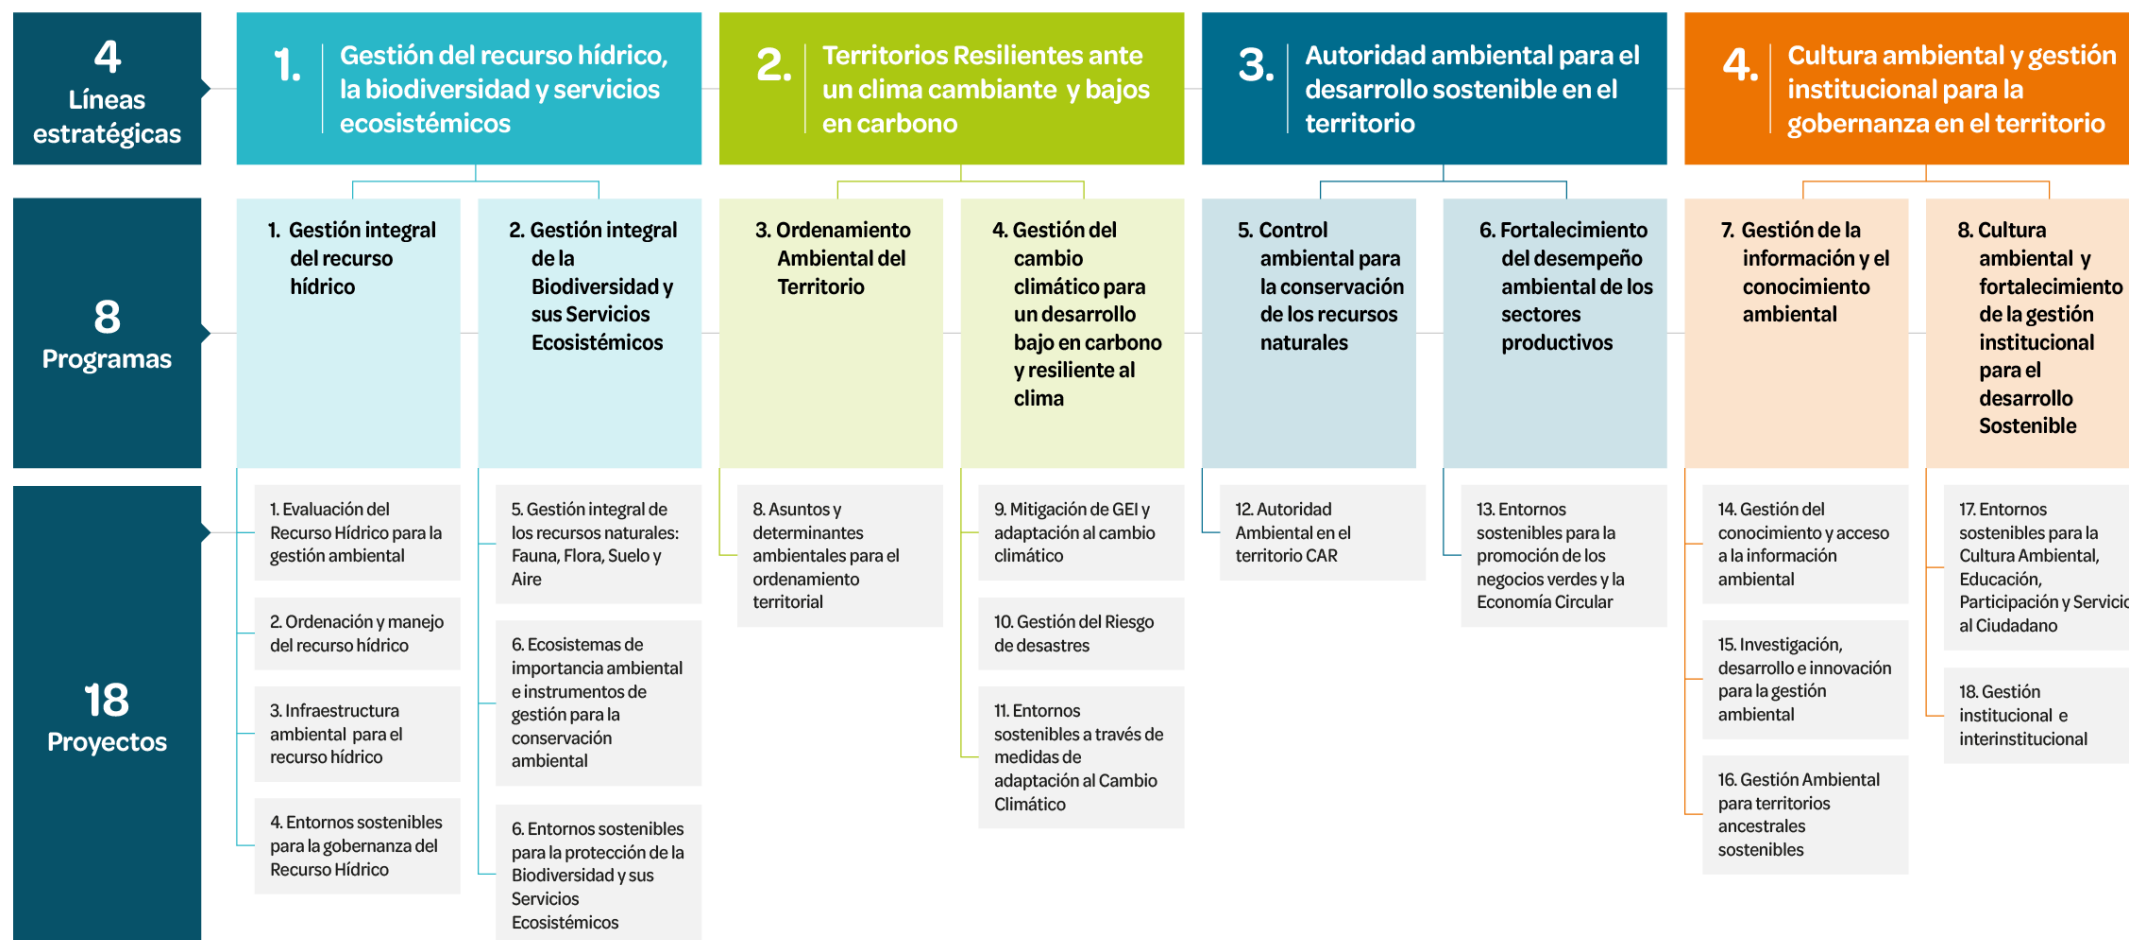 4
Líneas
estratégicas
1.
Gestión del recurso hídrico,
la biodiversidad y servicios
ecosistémicos
2.
Territorios Resilientes ante
un clima cambiante y bajos
en carbono
3.
Autoridad ambiental para el
desarrollo sostenible en el
territorio
4.
Cultura ambiental y gestión
institucional para la
gobernanza en el territorio
8
Programas
1. Gestión integral
del recurso
hídrico
2. Gestión integral
de la
Biodiversidad y
sus Servicios
Ecosistémicos
3. Ordenamiento
Ambiental del
Territorio
4. Gestión del
cambio
climático para
un desarrollo
bajo en carbono
y resiliente al
clima
5. Control
ambiental para
la conservación
de los recursos
naturales
6. Fortalecimiento
del desempeño
ambiental de los
sectores
productivos
7. Gestión de la
información y el
conocimiento
ambiental
8. Cultura
ambiental y
fortalecimiento
de la gestión
institucional
para el
desarrollo
Sostenible
18
Proyectos
1. Evaluación del
Recurso Hídrico para la
gestión ambiental
2. Ordenación y manejo
del recurso hídrico
3. Infraestructura
ambiental para el
recurso hídrico
4. Entornos sostenibles
para la gobernanza del
Recurso Hídrico
5. Gestión integral de
los recursos naturales:
Fauna, Flora, Suelo y
Aire
6. Ecosistemas de
importancia ambiental
e instrumentos de
gestión para la
conservación
ambiental
6. Entornos sostenibles
para la protección de la
Biodiversidad y sus
Servicios
Ecosistémicos
8. Asuntos y
determinantes
ambientales para el
ordenamiento
territorial
9. Mitigación de GEI y
adaptación al cambio
climático
10. Gestión del Riesgo
de desastres
11. Entornos
sostenibles a través de
medidas de
adaptación al Cambio
Climático
12. Autoridad
Ambiental en el
territorio CAR
13. Entornos
sostenibles para la
promoción de los
negocios verdes y la
Economía Circular
14. Gestión del
conocimiento y acceso
a la información
ambiental
15. Investigación,
desarrollo e innovación
para la gestión
ambiental
16. Gestión Ambiental
para territorios
ancestrales
sostenibles
17. Entornos
sostenibles para la
Cultura Ambiental,
Educación,
Participación y Servicio
al Ciudadano
18. Gestión
institucional e
interinstitucional